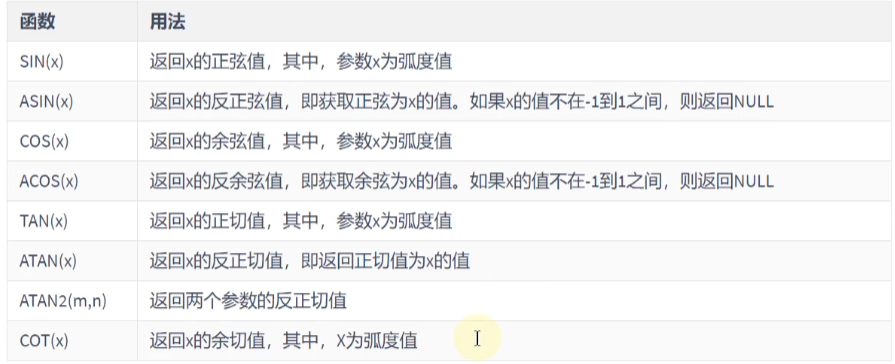 函数 用法
SIN(x) 返回x的正弦值，其中，参数x为弧度值
ASIN(x) 返回x的反正弦值，即获取正弦为x的值。如果x的值不在-1到1之间，则返回NULL
COS(x) 返回x的余弦值，其中，参数x为弧度值
ACOS(x) 返回x的反余弦值，即获取余弦为x的值。如果x的值不在-1到1之间，则返回NULL
TAN(x) 返回x的正切值，其中，参数x为弧度值
ATAN(x) 返回x的反正切值，即返回正切值为x的值
ATAN2(m,n) 返回两个参数的反正切值
COT(x) 返回x的余切值，其中，X为弧度值